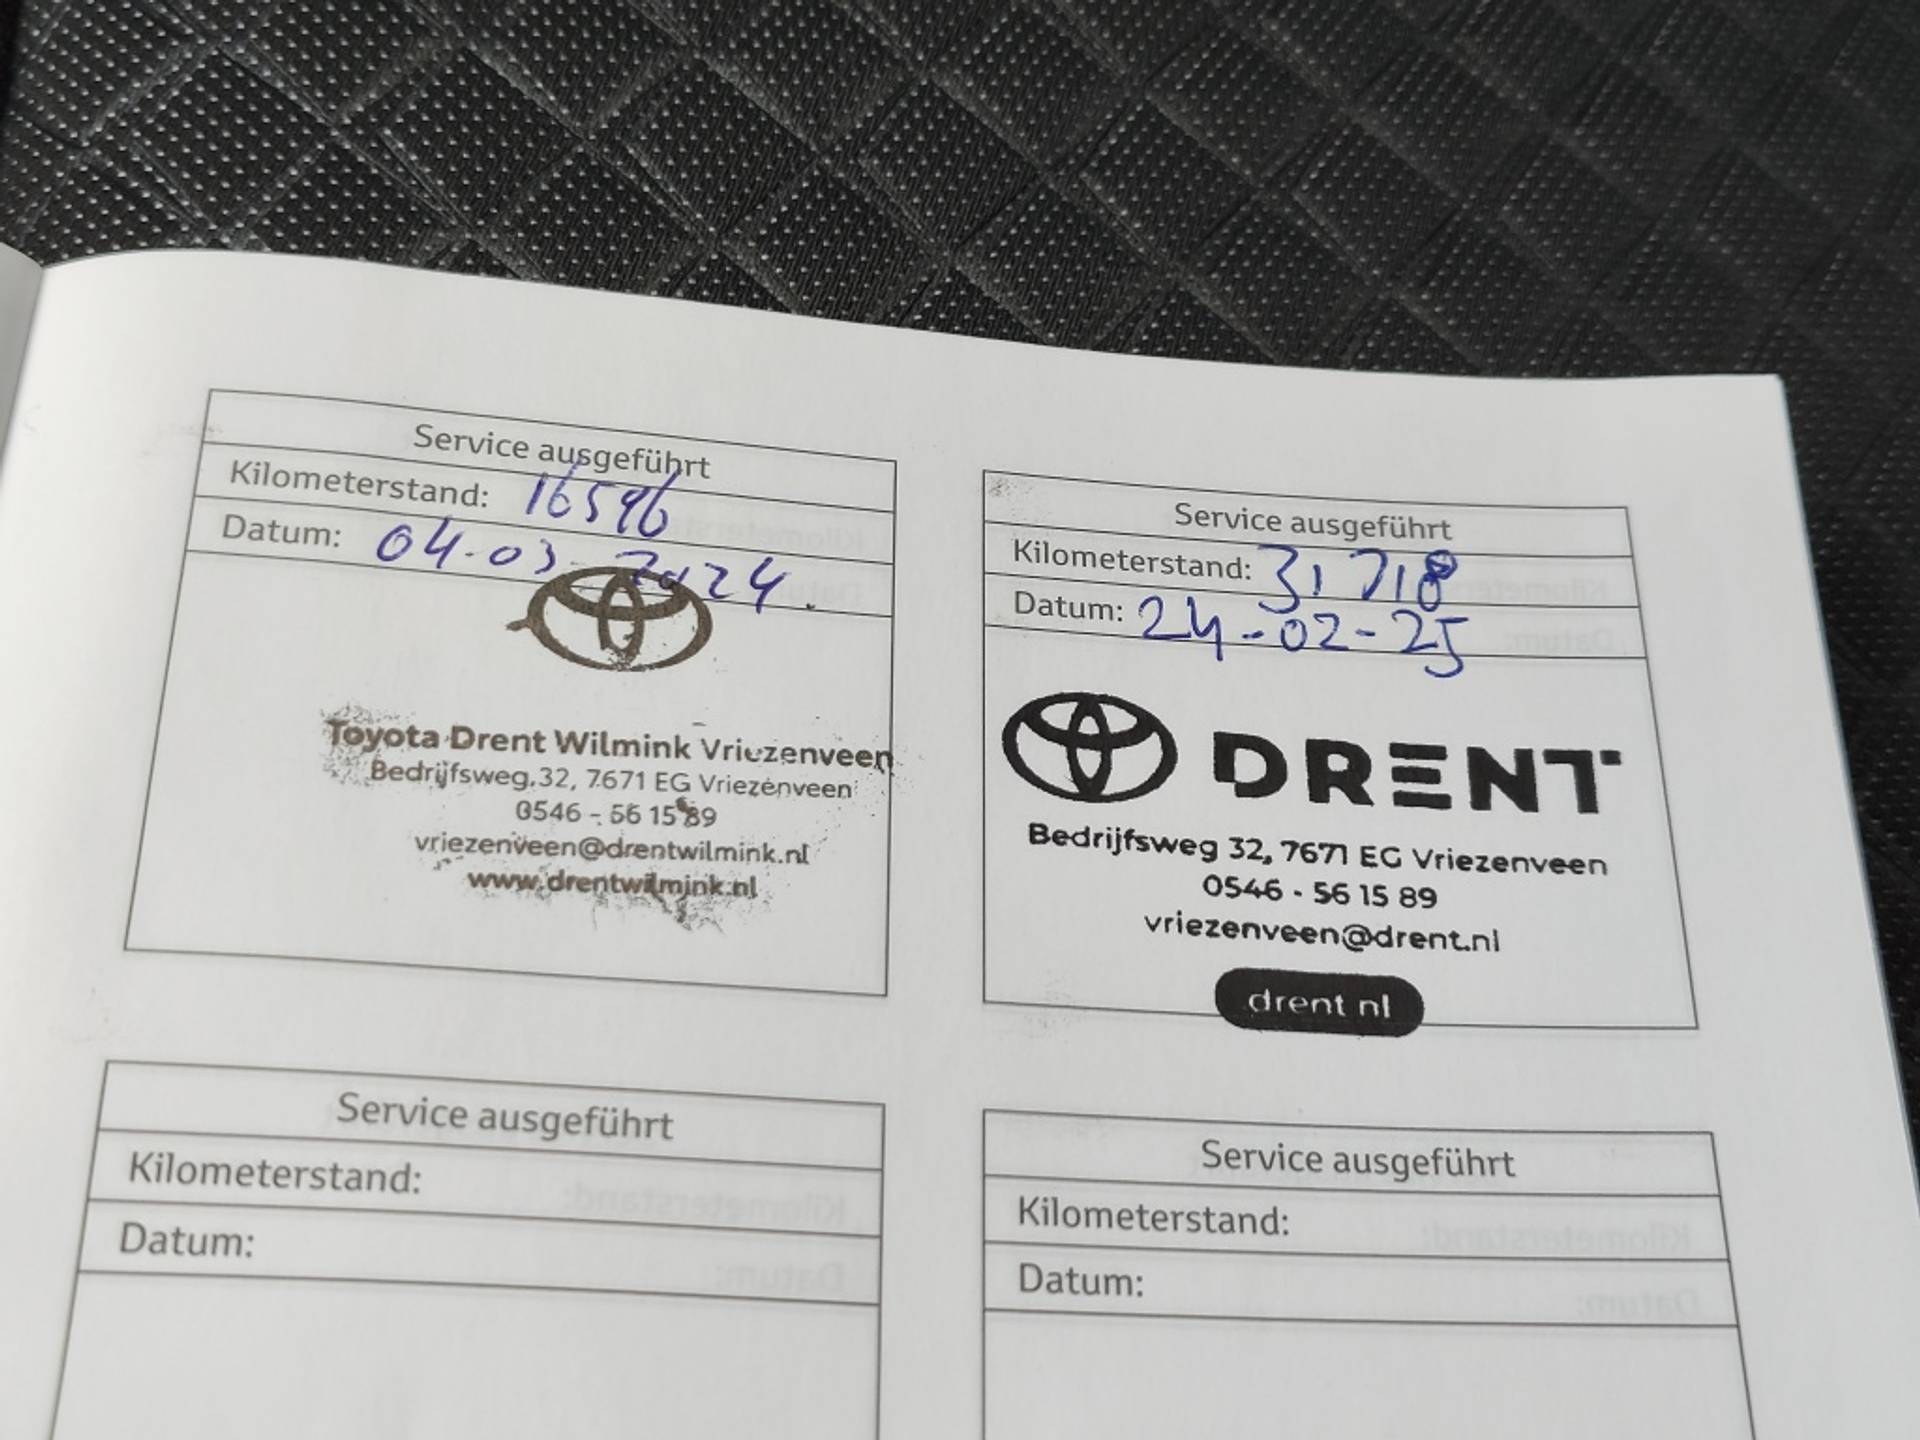 Service ausgeführt
Kilometerstand: 16596
Datum: 04-03-2024.
Toyota Drent Wilmink Vriezenveen
Bedrijfsweg 32, 7671 EG Vriezenveen
0546 - 56 15 89
vriezenveen@drentwilmink.nl
www.drentwilmink.nl
Service ausgeführt
Kilometerstand: 31718
Datum: 24-02-25
DRENT
Bedrijfsweg 32, 7671 EG Vriezenveen
0546 - 56 15 89
vriezenveen@drent.nl
drent nl
Service ausgeführt
Kilometerstand:
Datum:
Service ausgeführt
Kilometerstand:
Datum: